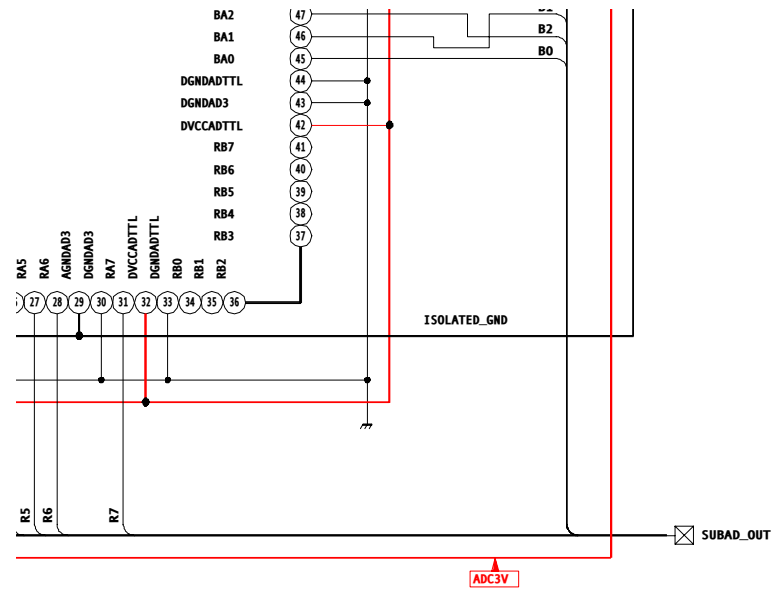 B1
BA2 47
BA1 46 B2
BA0 45 B0
DGNDADTTL 44
DGNDAD3 43
DVCCADTTL 42
RB7 41
RB6 40
RB5 39
RB4 38
RB3 37
RA5
RA6
AGNDAD3
DGNDAD3
RA7
DVCCADTTL
DGNDADTTL
RB0
RB1
RB2
27 28 29 30 31 32 33 34 35 36
ISOLATED_GND
R5
R6
R7
SUBAD_OUT
ADC3V